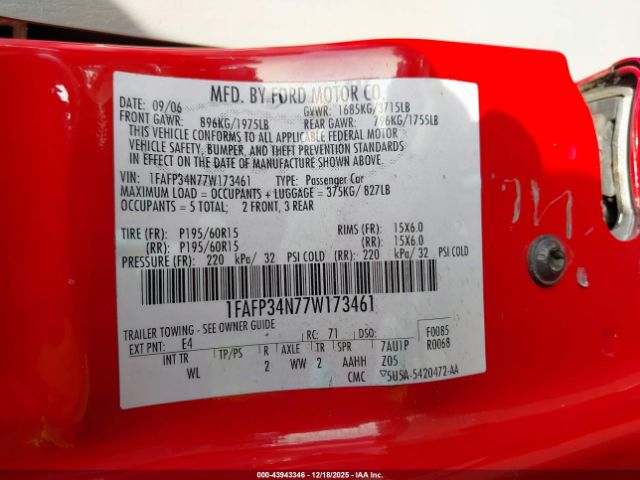 MFD. BY FORD MOTOR CO.
DATE: 09/06 GVWR: 1685KG/3715LB
FRONT GAWR: 896KG/1975LB REAR GAWR: 796KG/1755LB
THIS VEHICLE CONFORMS TO ALL APPLICABLE FEDERAL MOTOR
VEHICLE SAFETY, BUMPER, AND THEFT PREVENTION STANDARDS
IN EFFECT ON THE DATE OF MANUFACTURE SHOWN ABOVE.
VIN: 1FAFP34N77W173461 TYPE: Passenger Car
MAXIMUM LOAD = OCCUPANTS + LUGGAGE = 375KG/ 827LB
OCCUPANTS = 5 TOTAL; 2 FRONT, 3 REAR
TIRE (FR): P195/60R15 RIMS (FR): 15X6.0
(RR): P195/60R15 (RR): 15X6.0
PRESSURE (FR): 220 kPa/ 32 PSI COLD (RR): 220 kPa/ 32 PSI COLD
1FAFP34N77W173461
TRAILER TOWING - SEE OWNER GUIDE
EXT PNT: E4 RC: 71 DSO: F0085
INT TR TP/PS R AXLE TR SPR 7AU1P R0068
WL 2 WW 2 AAHH Z05
CMC ▽5U5A-5420472-AA
000-43943346 - 12/18/2025 - IAAI.CA